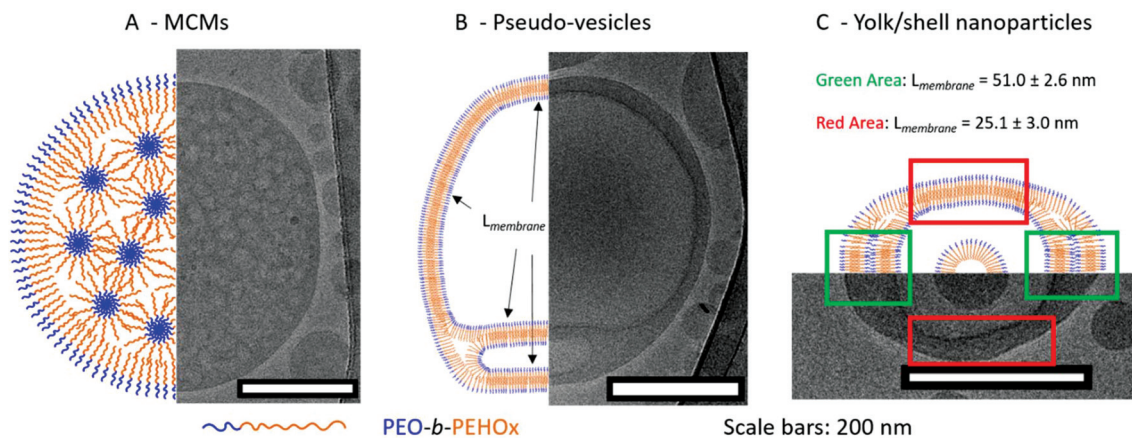 A - MCMs
B - Pseudo-vesicles
C - Yolk/shell nanoparticles
Green Area: Lmembrane = 51.0 ± 2.6 nm
Red Area: Lmembrane = 25.1 ± 3.0 nm
Lmembrane
PEO-b-PEHOx
Scale bars: 200 nm